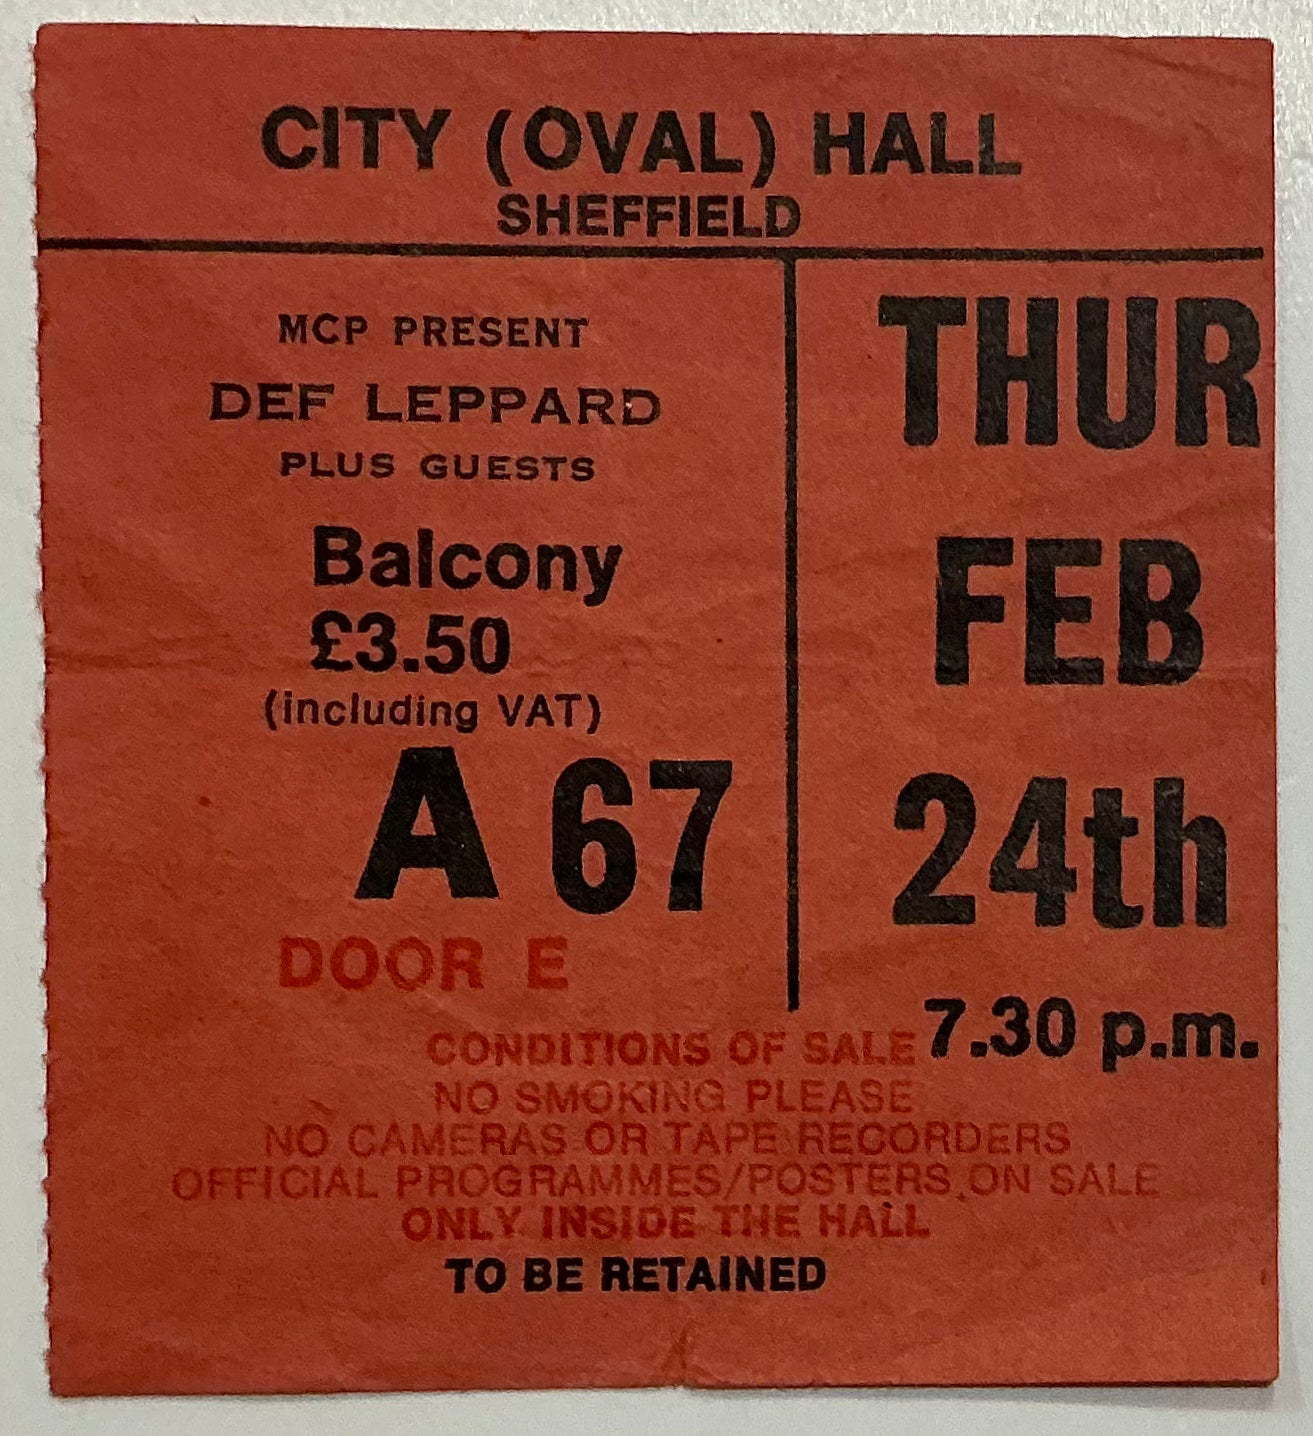 CITY (OVAL) HALL
SHEFFIELD
MCP PRESENT
DEF LEPPARD
PLUS GUESTS
Balcony
£3.50
(including VAT)
A 67
DOOR E
THUR
FEB
24th
7.30 p.m.
CONDITIONS OF SALE
NO SMOKING PLEASE
NO CAMERAS OR TAPE RECORDERS
OFFICIAL PROGRAMMES/POSTERS ON SALE
ONLY INSIDE THE HALL
TO BE RETAINED